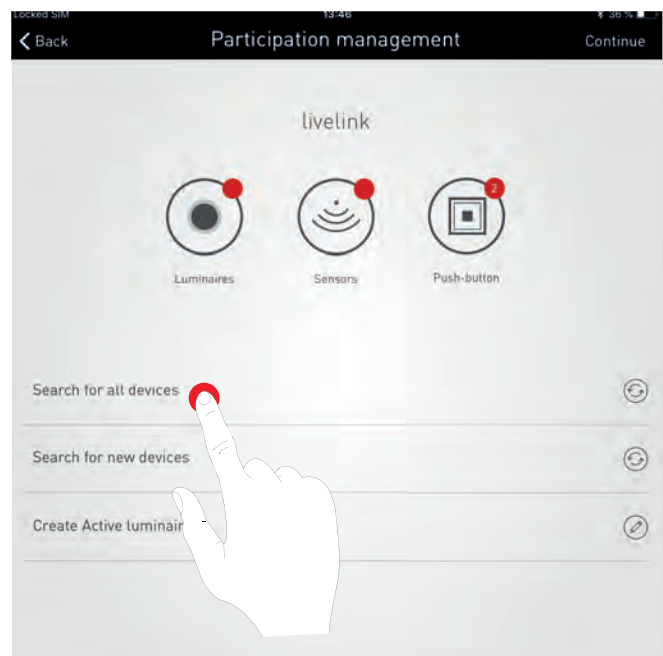 Locked SIM 13:46 36 %
Back Participation management Continue
livelink
2
Luminaires Sensors Push-button
Search for all devices
Search for new devices
Create Active luminair